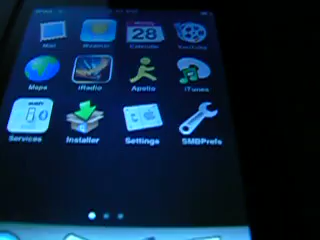 Mail
Weather
28
Calendar
YouTube
Maps
iRadio
Apollo
iTunes
Services
Installer
Settings
SMBPrefs